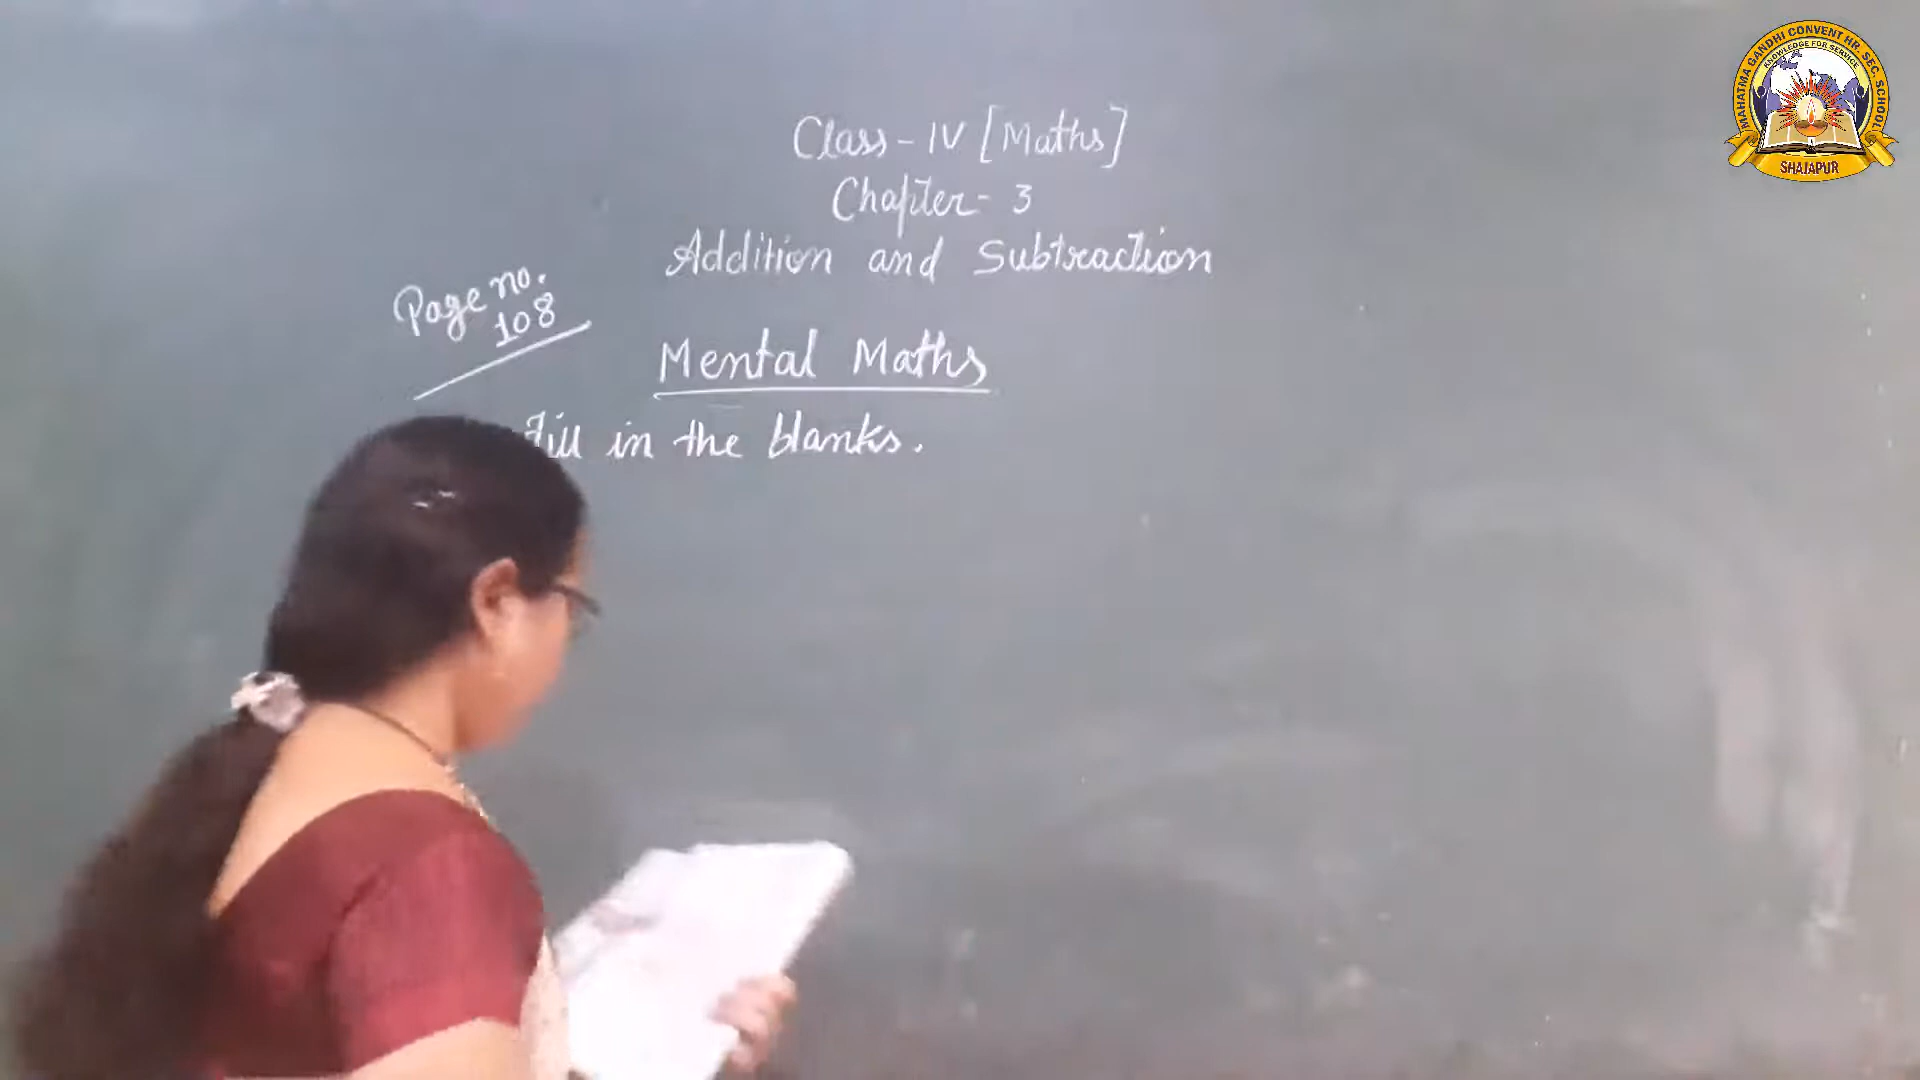 MAHATMA GANDHI CONVENT HR. SEC. SCHOOL
KNOWLEDGE FOR SERVICE
SHAJAPUR
Class - IV [Maths]
Chapter - 3
Addition and Subtraction
Page no.
108
Mental Maths
Fill in the blanks.